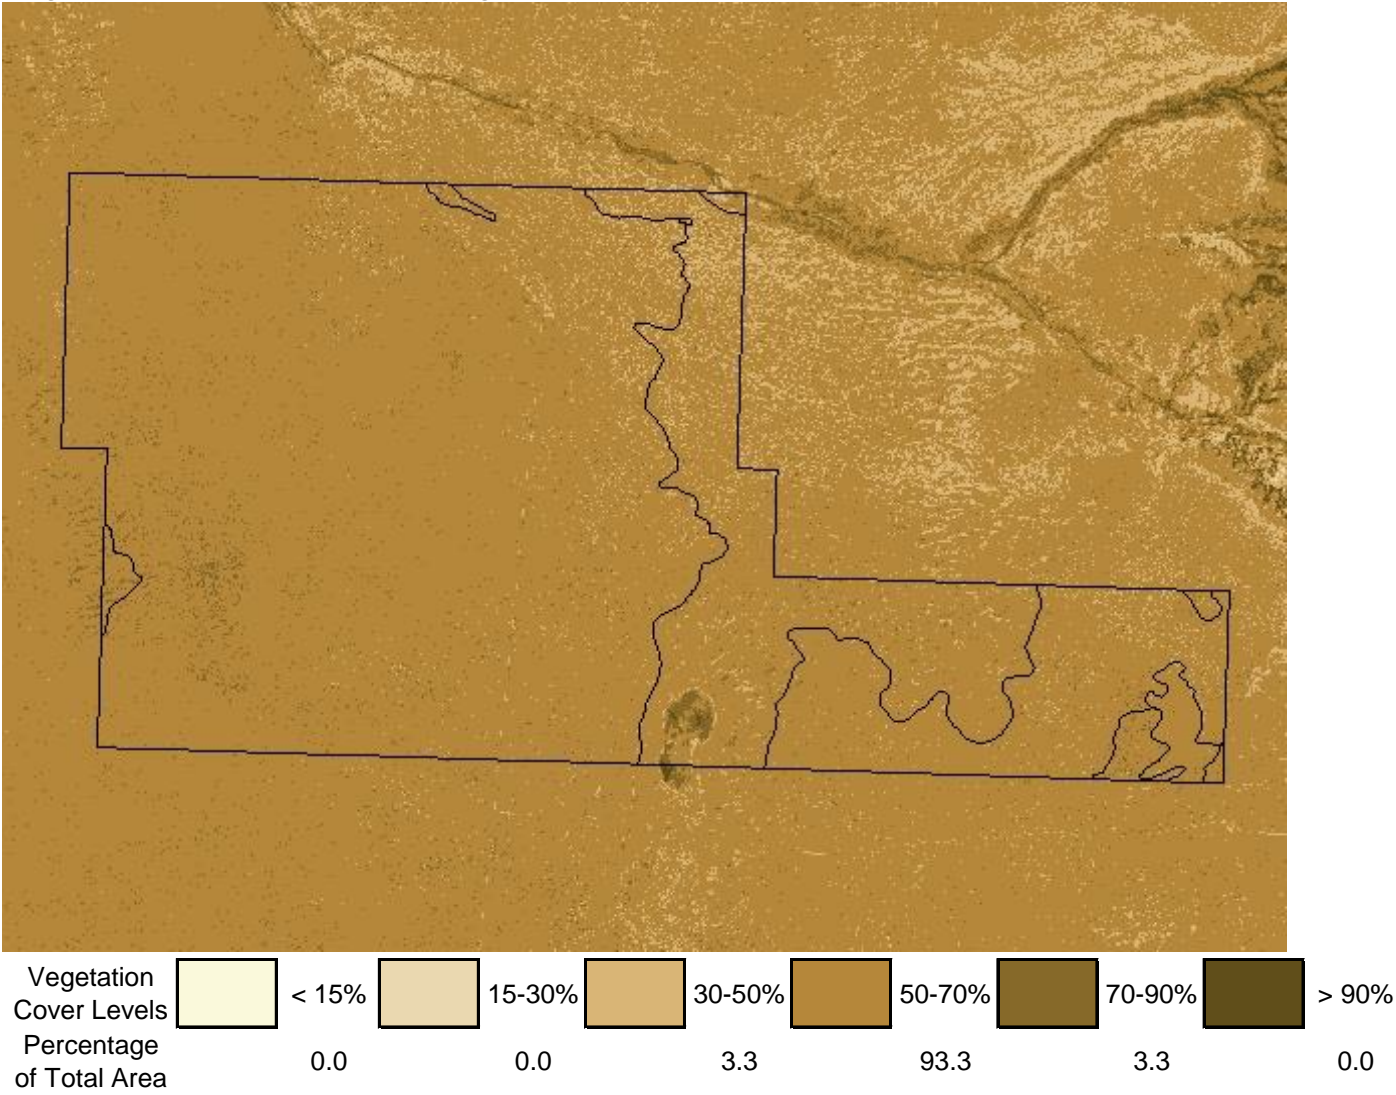 Vegetation
Cover Levels
< 15% 15-30% 30-50% 50-70% 70-90% > 90%
Percentage
of Total Area
0.0 0.0 3.3 93.3 3.3 0.0